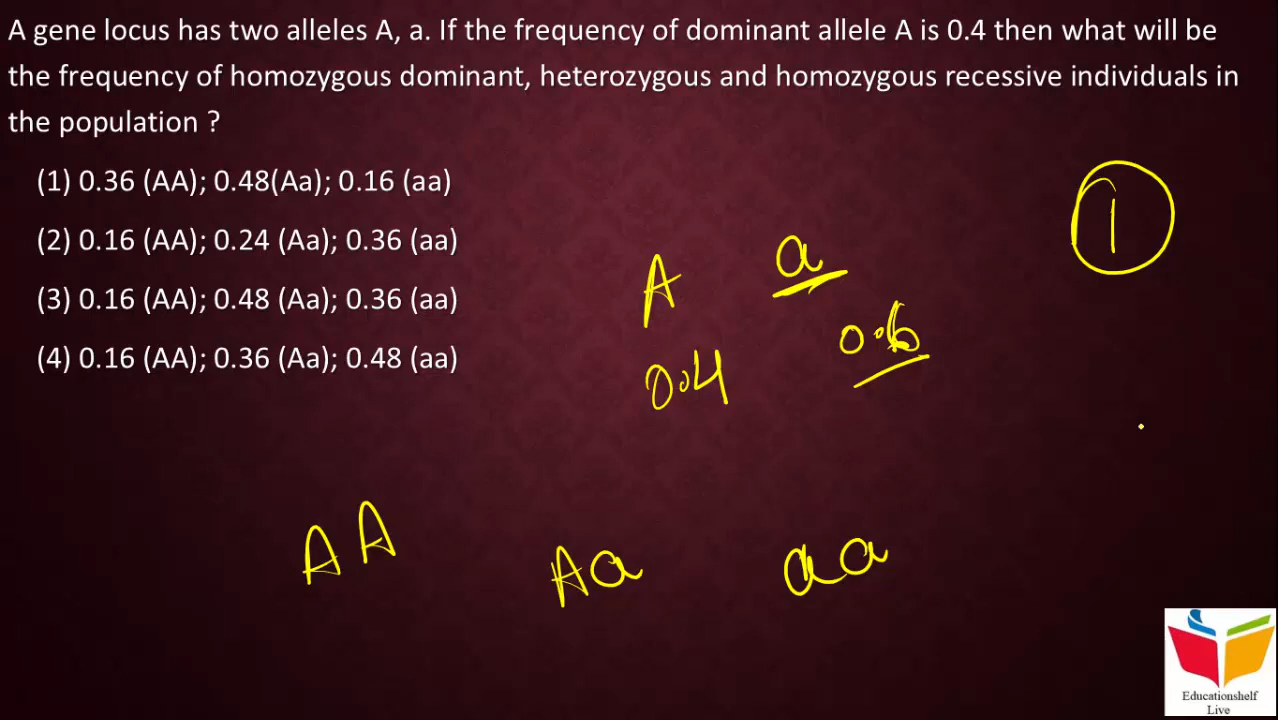 A gene locus has two alleles A, a. If the frequency of dominant allele A is 0.4 then what will be
the frequency of homozygous dominant, heterozygous and homozygous recessive individuals in
the population ?
(1) 0.36 (AA); 0.48(Aa); 0.16 (aa)
(2) 0.16 (AA); 0.24 (Aa); 0.36 (aa)
(3) 0.16 (AA); 0.48 (Aa); 0.36 (aa)
(4) 0.16 (AA); 0.36 (Aa); 0.48 (aa)
1
A a
0.4 0.6
AA Aa aa
Educationshelf
Live